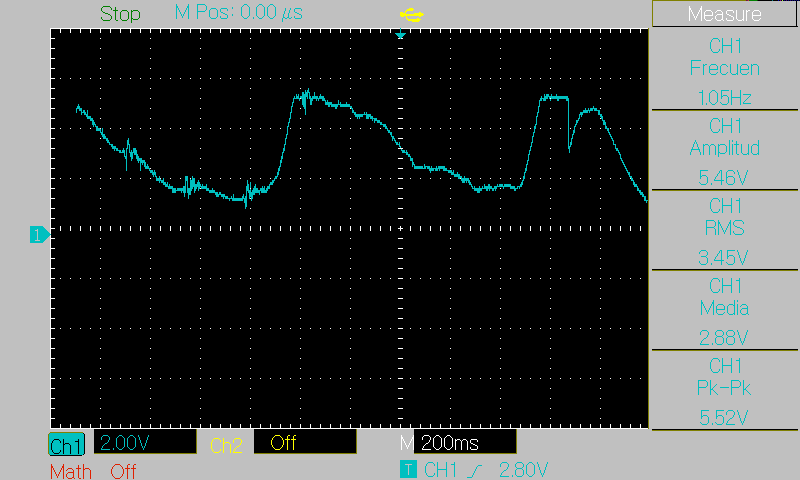 Stop M Pos: 0.00 µs Measure
CH1
Frecuen
1.05Hz
CH1
Amplitud
5.46V
CH1
RMS
3.45V
CH1
Media
2.88V
CH1
Pk-Pk
5.52V
1
Ch1 2.00V Ch2 Off M 200ms
Math Off T CH1 2.80V